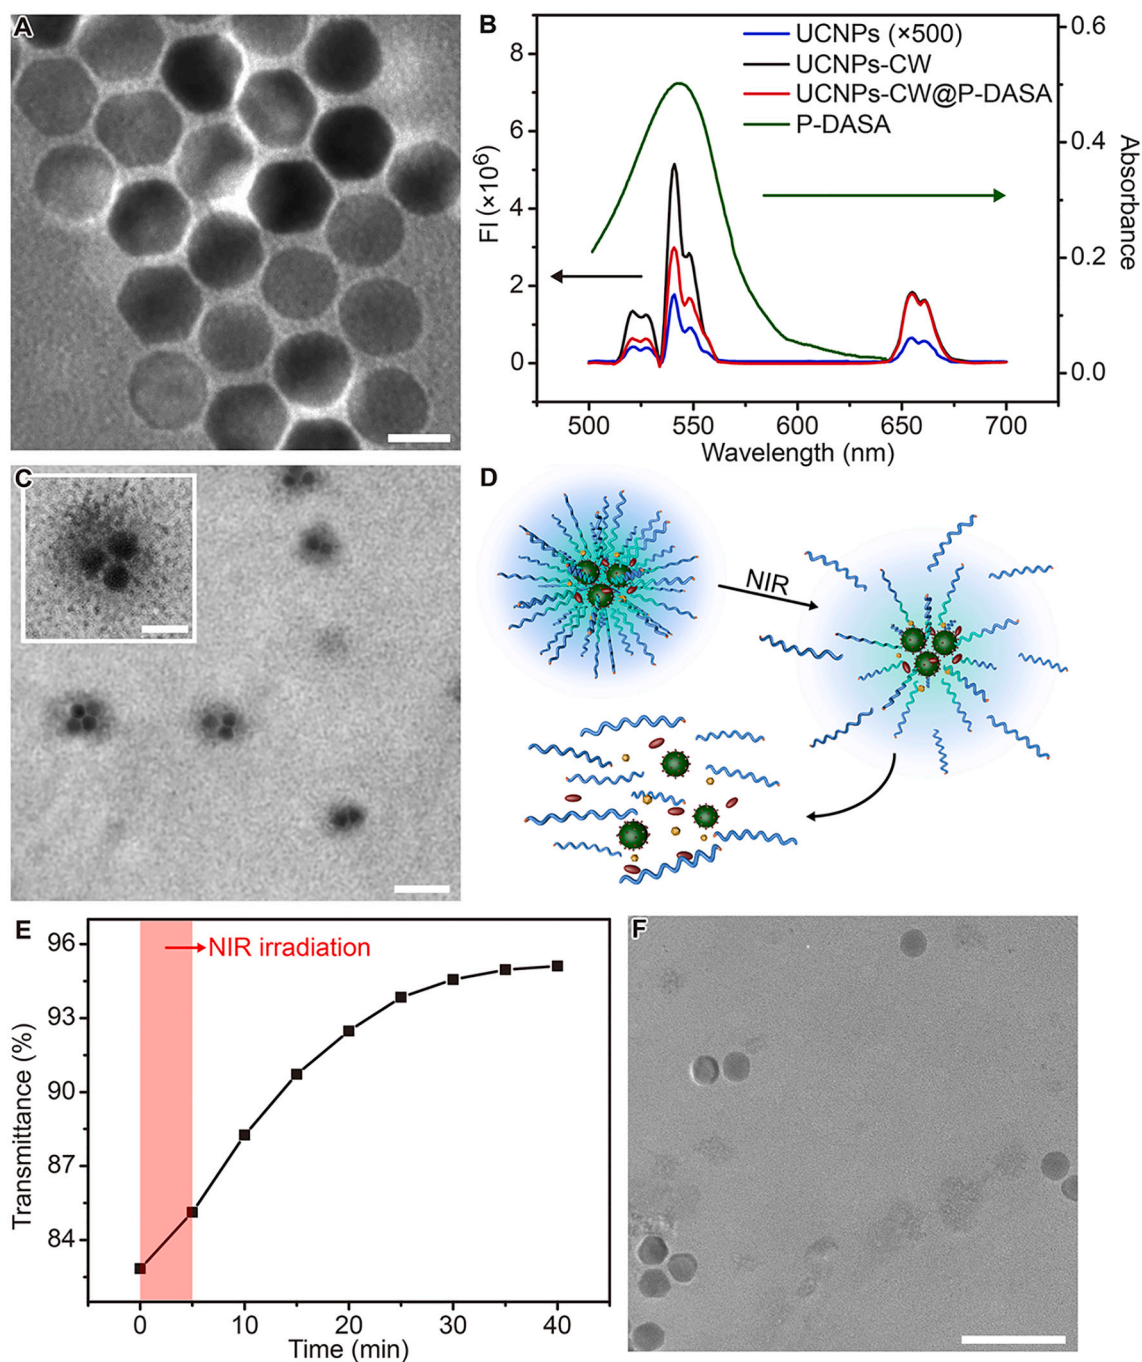 A
B
UCNPs (×500)
UCNPs-CW
UCNPs-CW@P-DASA
P-DASA
8
6
4
2
0
FI (×10⁶)
0.6
0.4
0.2
0.0
Absorbance
500 550 600 650 700
Wavelength (nm)
C
D
NIR
E
NIR irradiation
96
93
90
87
84
Transmittance (%)
0 10 20 30 40
Time (min)
F